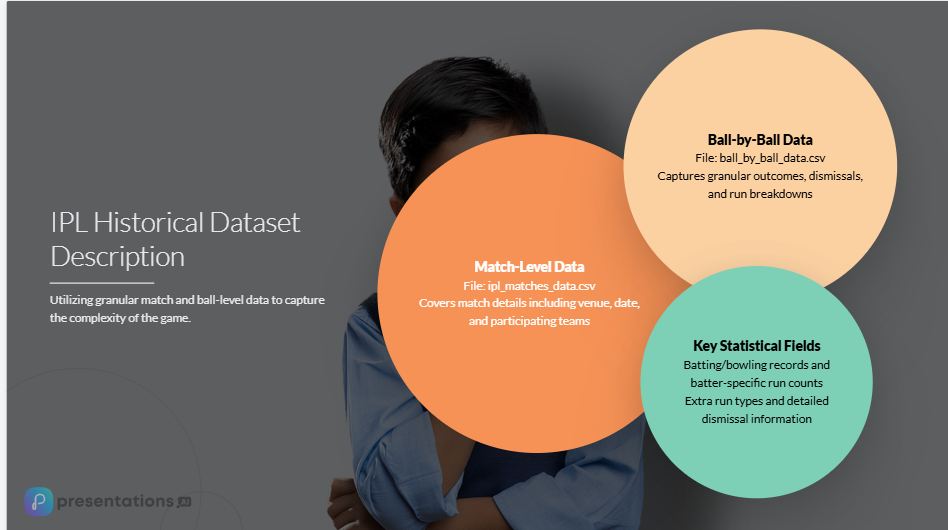 IPL Historical Dataset
Description
Utilizing granular match and ball-level data to capture
the complexity of the game.
Match-Level Data
File: ipl_matches_data.csv
Covers match details including venue, date,
and participating teams
Ball-by-Ball Data
File: ball_by_ball_data.csv
Captures granular outcomes, dismissals,
and run breakdowns
Key Statistical Fields
Batting/bowling records and
batter-specific run counts
Extra run types and detailed
dismissal information
presentations.AI